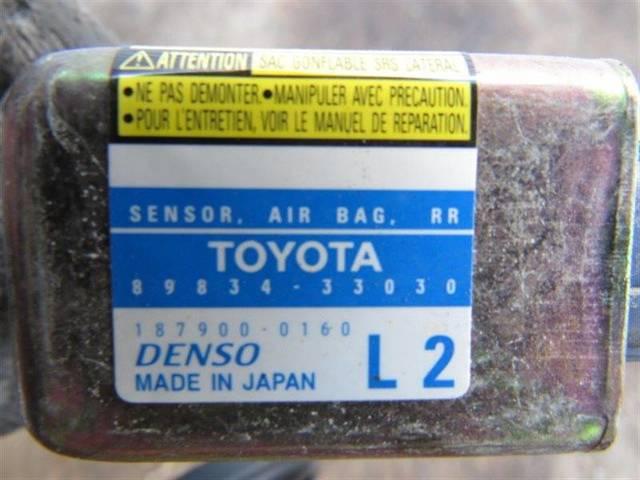 ATTENTION SAC GONFLABLE SRS LATERAL
•NE PAS DEMONTER.•MANIPULER AVEC PRECAUTION.
•POUR L'ENTRETIEN, VOIR LE MANUEL DE REPARATION.
SENSOR, AIR BAG, RR
TOYOTA
89834-33030
187900-0160
DENSO L2
MADE IN JAPAN